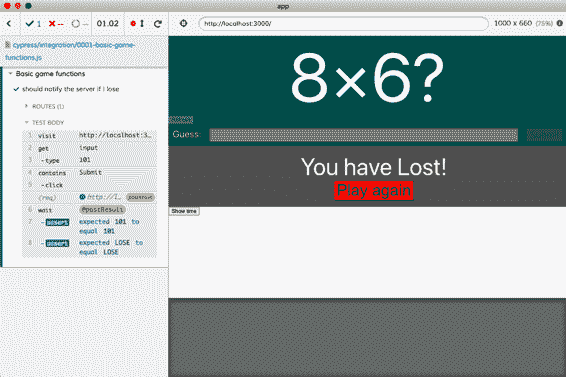 app
1 -- -- 01.02
http://localhost:3000/
1000 x 660 (75%)
cypress/integration/0001-basic-game-
functions.js
Basic game functions
should notify the server if I lose
ROUTES (1)
TEST BODY
1 visit http://localhost:3...
2 get input
3 -type 101
4 contains Submit
5 -click
(req) http://l...
6 wait @postResult
7 -assert expected 101 to
equal 101
8 -assert expected LOSE to
equal LOSE
8×6?
Guess:
You have Lost!
Play again
Show time